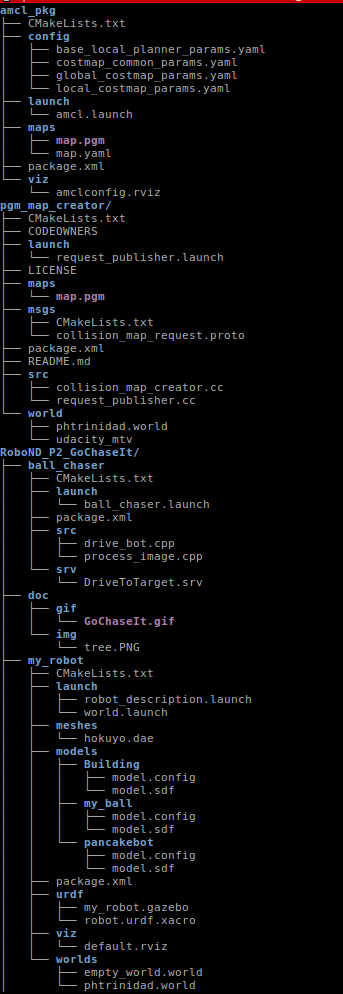 amcl_pkg
├── CMakeLists.txt
├── config
│   ├── base_local_planner_params.yaml
│   ├── costmap_common_params.yaml
│   ├── global_costmap_params.yaml
│   └── local_costmap_params.yaml
├── launch
│   └── amcl.launch
├── maps
│   ├── map.pgm
│   └── map.yaml
├── package.xml
└── viz
    └── amclconfig.rviz
pgm_map_creator/
├── CMakeLists.txt
├── CODEOWNERS
├── launch
│   └── request_publisher.launch
├── LICENSE
├── maps
│   └── map.pgm
├── msgs
│   ├── CMakeLists.txt
│   └── collision_map_request.proto
├── package.xml
├── README.md
├── src
│   ├── collision_map_creator.cc
│   └── request_publisher.cc
└── world
    ├── phtrinidad.world
    └── udacity_mtv
RoboND_P2_GoChaseIt/
├── ball_chaser
│   ├── CMakeLists.txt
│   ├── launch
│   │   └── ball_chaser.launch
│   ├── package.xml
│   ├── src
│   │   ├── drive_bot.cpp
│   │   └── process_image.cpp
│   └── srv
│       └── DriveToTarget.srv
├── doc
│   ├── gif
│   │   └── GoChaseIt.gif
│   └── img
│       └── tree.PNG
├── my_robot
│   ├── CMakeLists.txt
│   ├── launch
│   │   ├── robot_description.launch
│   │   └── world.launch
│   ├── meshes
│   │   └── hokuyo.dae
│   ├── models
│   │   ├── Building
│   │   │   ├── model.config
│   │   │   └── model.sdf
│   │   ├── my_ball
│   │   │   ├── model.config
│   │   │   └── model.sdf
│   │   └── pancakebot
│   │       ├── model.config
│   │       └── model.sdf
│   ├── package.xml
│   ├── urdf
│   │   ├── my_robot.gazebo
│   │   └── robot.urdf.xacro
│   ├── viz
│   │   └── default.rviz
│   └── worlds
│       ├── empty_world.world
│       └── phtrinidad.world